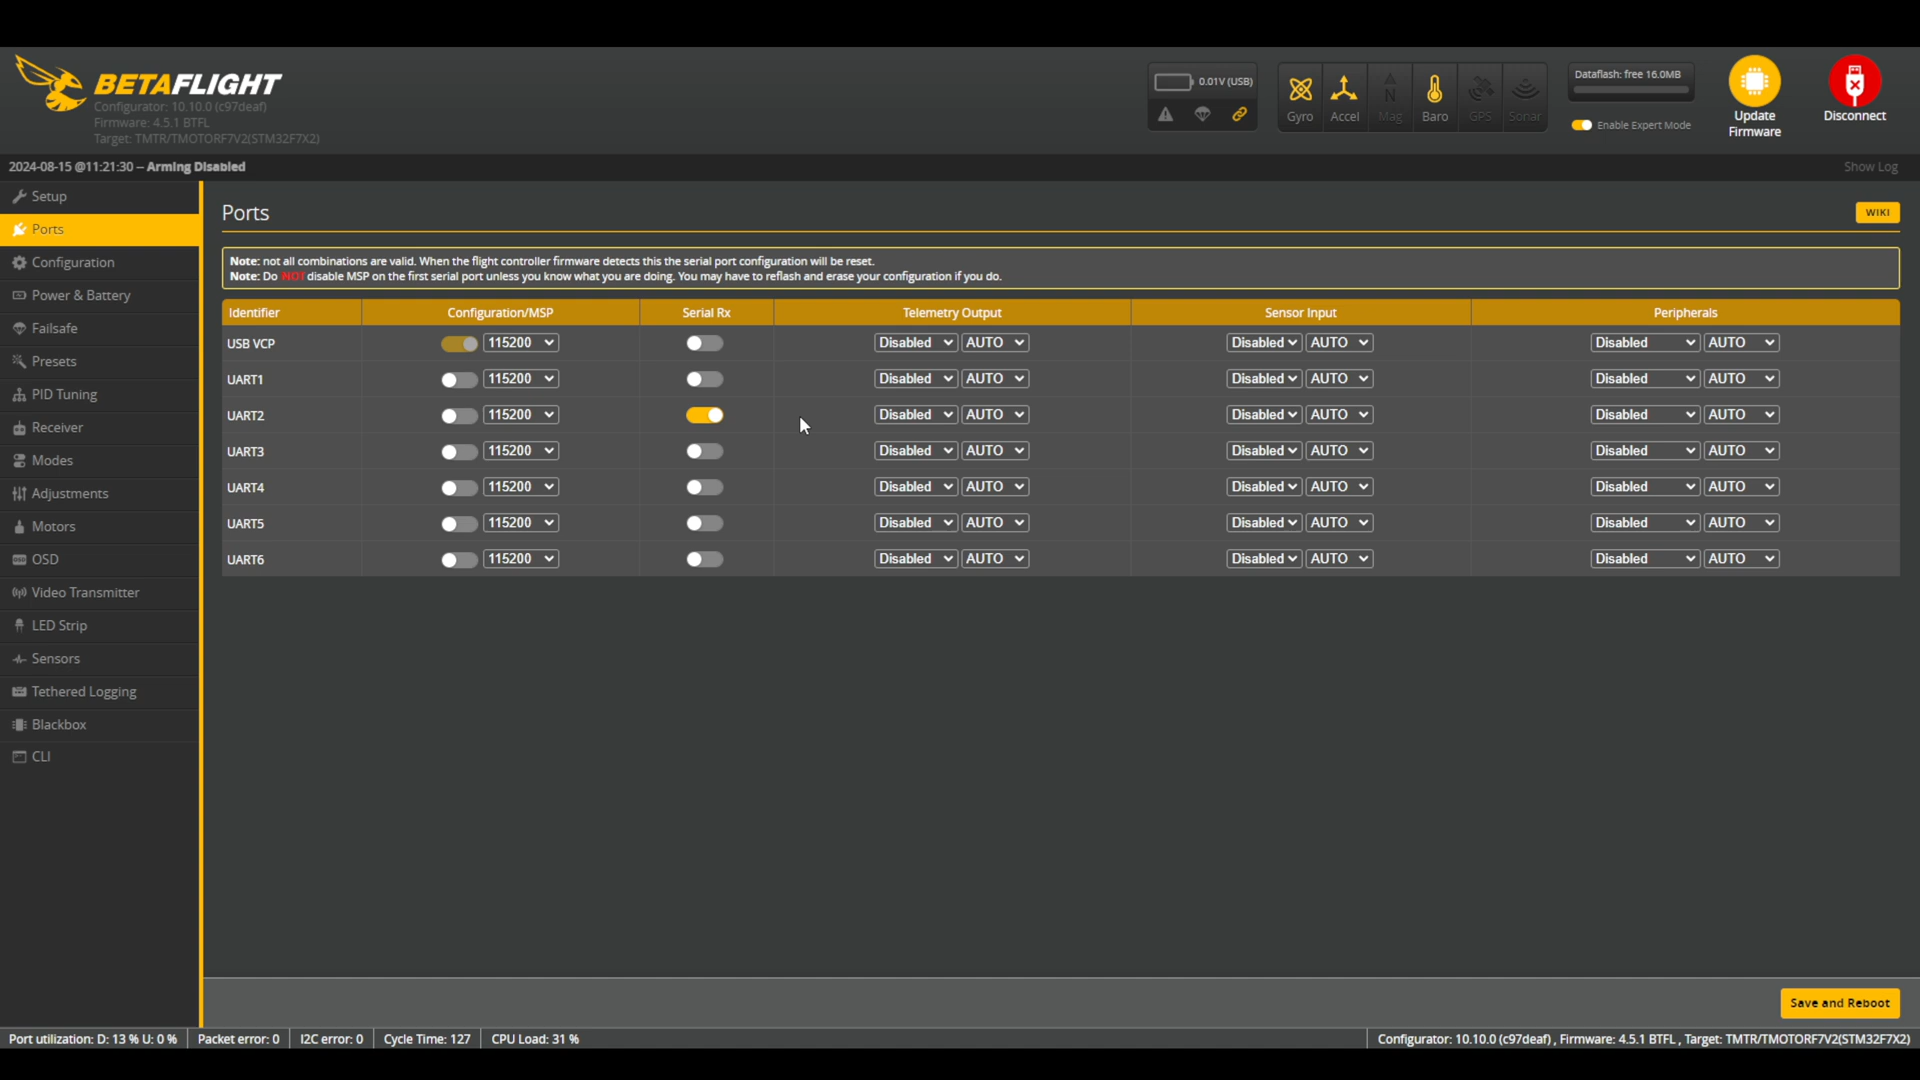 BETAFLIGHT
Configurator: 10.10.0 (c97deaf)
Firmware: 4.5.1 BTFL
Target: TMTR/TMOTORF7V2(STM32F7X2)
0.01V (USB)
Gyro Accel Mag Baro GPS Sonar
Dataflash: free 16.0MB
Enable Expert Mode
Update
Firmware
Disconnect
2024-08-15 @11:21:30 -- Arming Disabled
Show Log
Setup
Ports
Configuration
Power & Battery
Failsafe
Presets
PID Tuning
Receiver
Modes
Adjustments
Motors
OSD
Video Transmitter
LED Strip
Sensors
Tethered Logging
Blackbox
CLI
Ports
WIKI
Note: not all combinations are valid. When the flight controller firmware detects this the serial port configuration will be reset.
Note: Do NOT disable MSP on the first serial port unless you know what you are doing. You may have to reflash and erase your configuration if you do.
Identifier Configuration/MSP Serial Rx Telemetry Output Sensor Input Peripherals
USB VCP 115200 Disabled AUTO Disabled AUTO Disabled AUTO
UART1 115200 Disabled AUTO Disabled AUTO Disabled AUTO
UART2 115200 Disabled AUTO Disabled AUTO Disabled AUTO
UART3 115200 Disabled AUTO Disabled AUTO Disabled AUTO
UART4 115200 Disabled AUTO Disabled AUTO Disabled AUTO
UART5 115200 Disabled AUTO Disabled AUTO Disabled AUTO
UART6 115200 Disabled AUTO Disabled AUTO Disabled AUTO
Save and Reboot
Port utilization: D: 13 % U: 0 % Packet error: 0 I2C error: 0 Cycle Time: 127 CPU Load: 31 % Configurator: 10.10.0 (c97deaf) , Firmware: 4.5.1 BTFL , Target: TMTR/TMOTORF7V2(STM32F7X2)